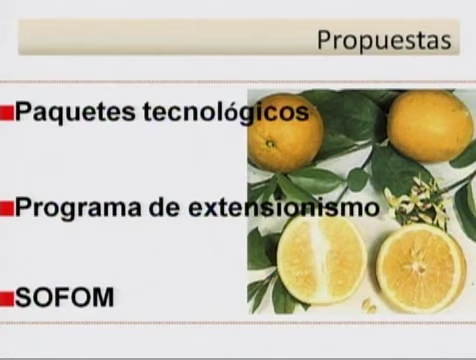 Propuestas
Paquetes tecnológicos
Programa de extensionismo
SOFOM